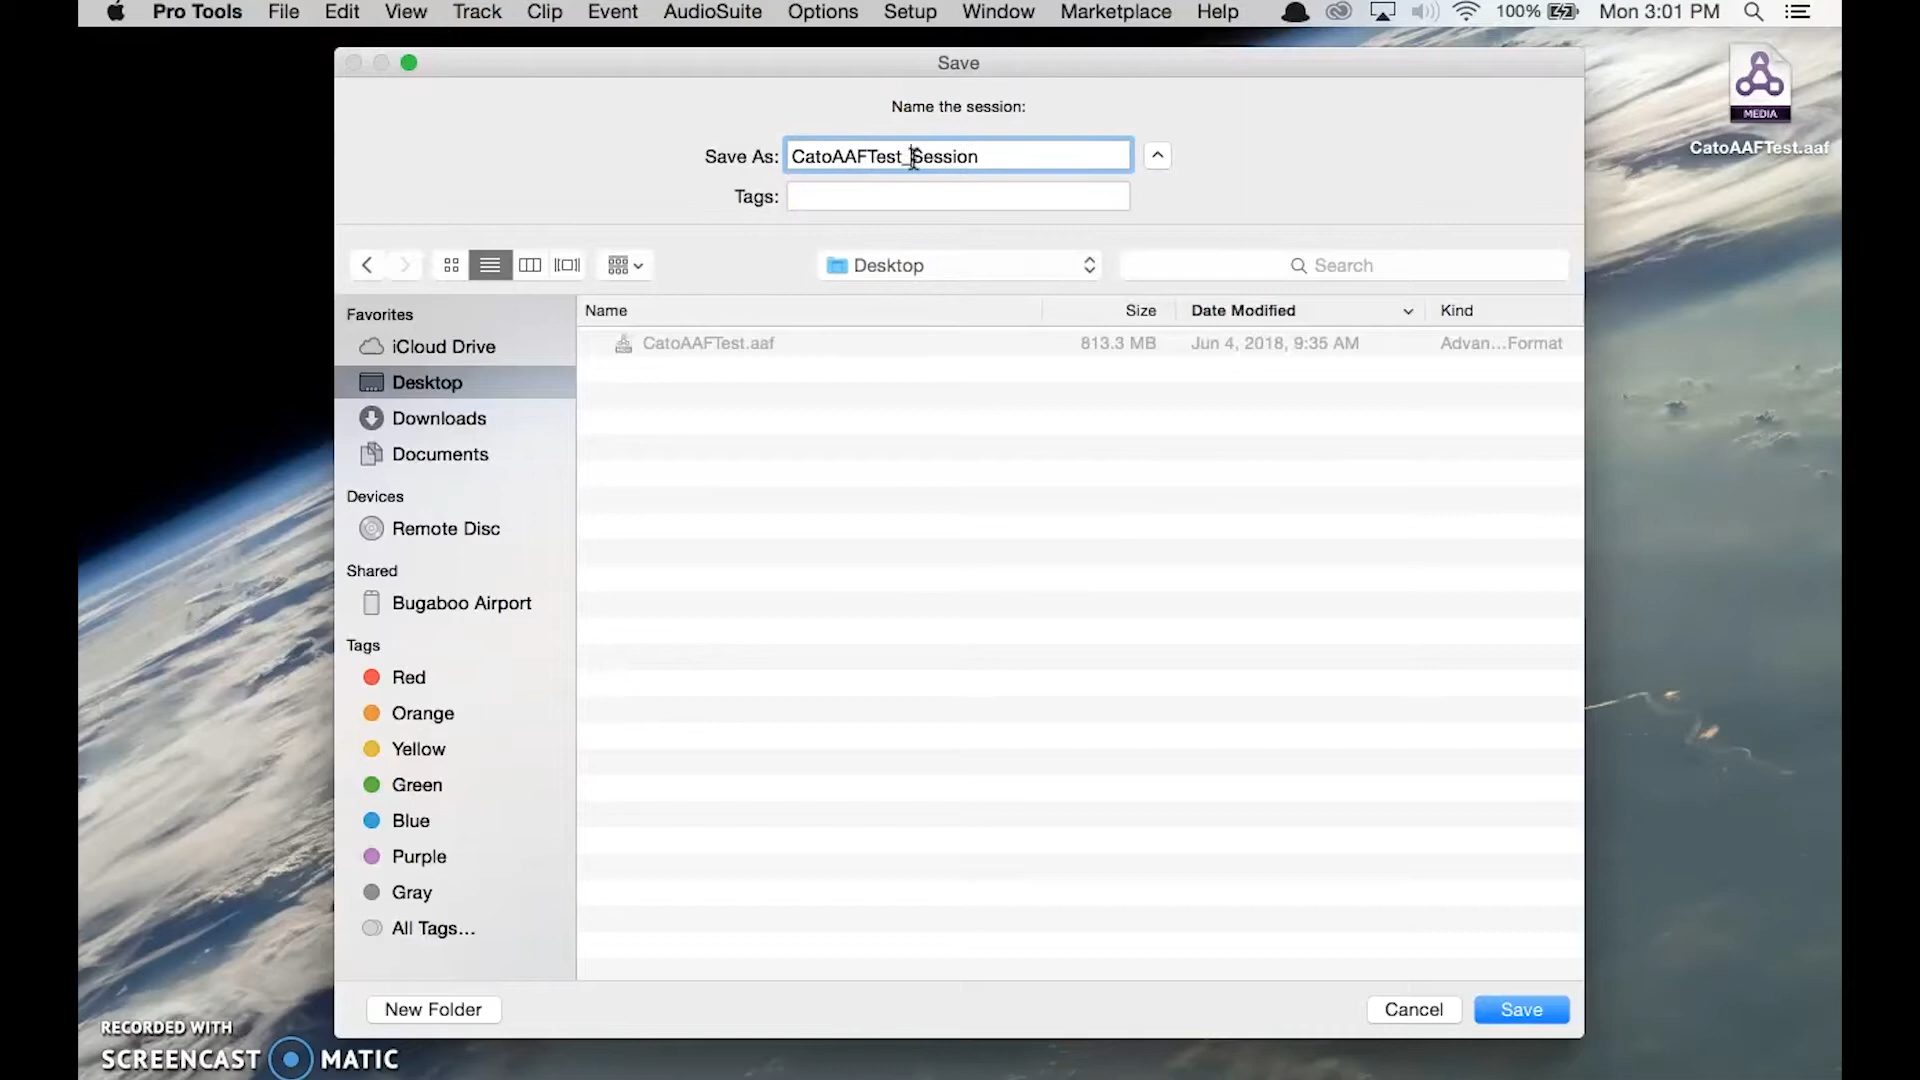 Pro Tools File Edit View Track Clip Event AudioSuite Options Setup Window Marketplace Help 100% Mon 3:01 PM
Save
Name the session:
Save As: CatoAAFTest_Session
Tags:
MEDIA
CatoAAFTest.aaf
Desktop
Search
Favorites
iCloud Drive
Desktop
Downloads
Documents
Devices
Remote Disc
Shared
Bugaboo Airport
Tags
Red
Orange
Yellow
Green
Blue
Purple
Gray
All Tags...
Name Size Date Modified Kind
CatoAAFTest.aaf 813.3 MB Jun 4, 2018, 9:35 AM Advan...Format
New Folder Cancel Save
RECORDED WITH
SCREENCAST MATIC